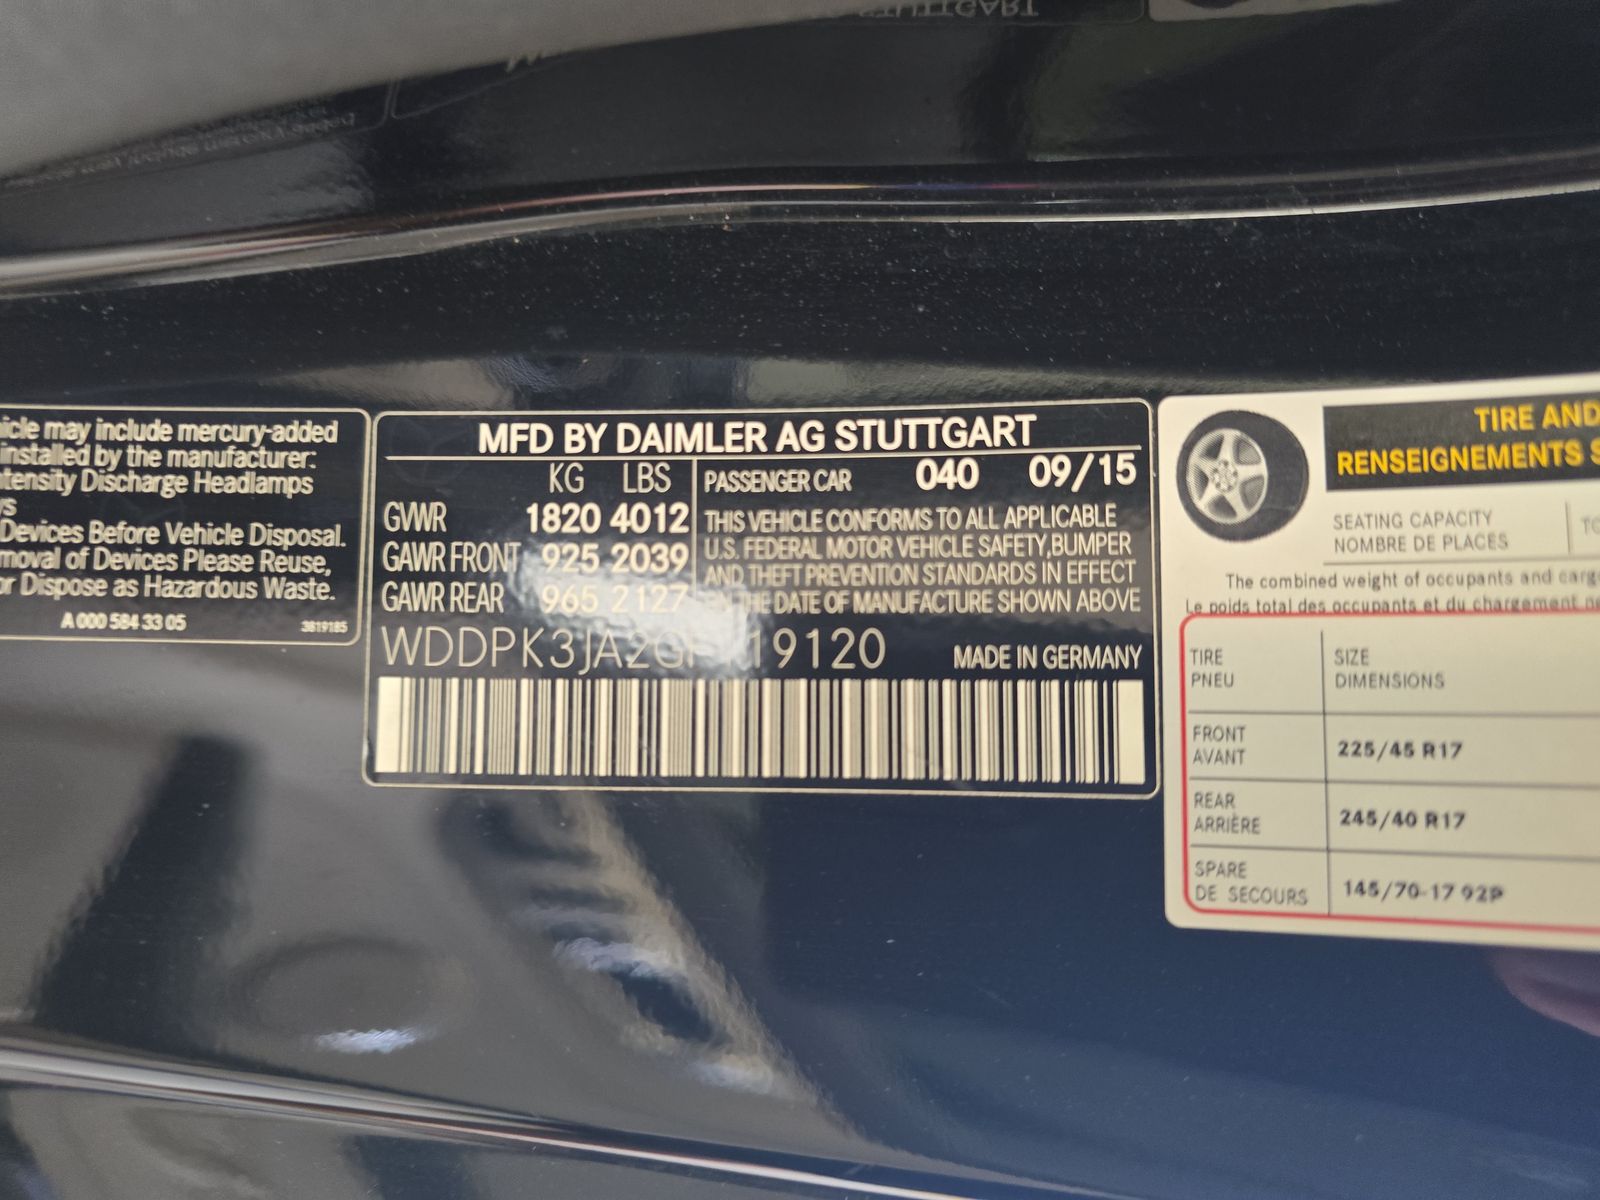 icle may include mercury-added
installed by the manufacturer:
ntensity Discharge Headlamps
ys
Devices Before Vehicle Disposal.
moval of Devices Please Reuse,
or Dispose as Hazardous Waste.
A 000 584 33 05
3819185
MFD BY DAIMLER AG STUTTGART
KG LBS
PASSENGER CAR 040 09/15
GVWR 1820 4012
GAWR FRONT 925 2039
GAWR REAR 965 2127
THIS VEHICLE CONFORMS TO ALL APPLICABLE
U.S. FEDERAL MOTOR VEHICLE SAFETY, BUMPER
AND THEFT PREVENTION STANDARDS IN EFFECT
ON THE DATE OF MANUFACTURE SHOWN ABOVE
MADE IN GERMANY
TIRE AND
RENSEIGNEMENTS S
SEATING CAPACITY
NOMBRE DE PLACES
TO
The combined weight of occupants and carg
Le poids total des occupants et du chargement ne
TIRE
PNEU
SIZE
DIMENSIONS
FRONT
AVANT
225/45 R17
REAR
ARRIÈRE
245/40 R17
SPARE
DE SECOURS
145/70-17 92P